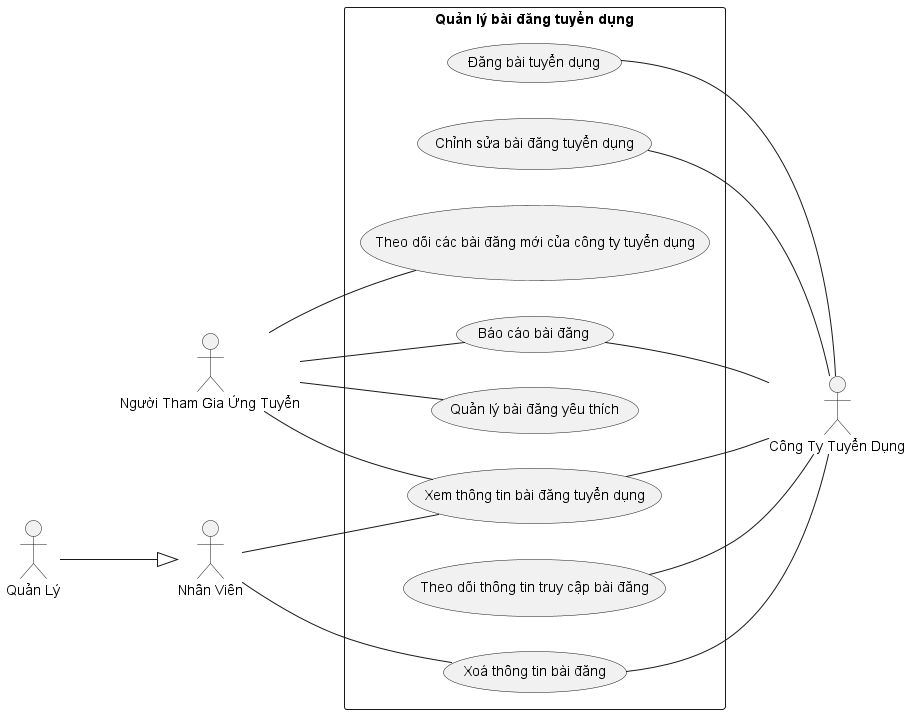 Quản lý bài đăng tuyển dụng
Đăng bài tuyển dụng
Chỉnh sửa bài đăng tuyển dụng
Theo dõi các bài đăng mới của công ty tuyển dụng
Báo cáo bài đăng
Người Tham Gia Ứng Tuyển
Quản lý bài đăng yêu thích
Công Ty Tuyển Dụng
Xem thông tin bài đăng tuyển dụng
Quản Lý
Nhân Viên
Theo dõi thông tin truy cập bài đăng
Xoá thông tin bài đăng